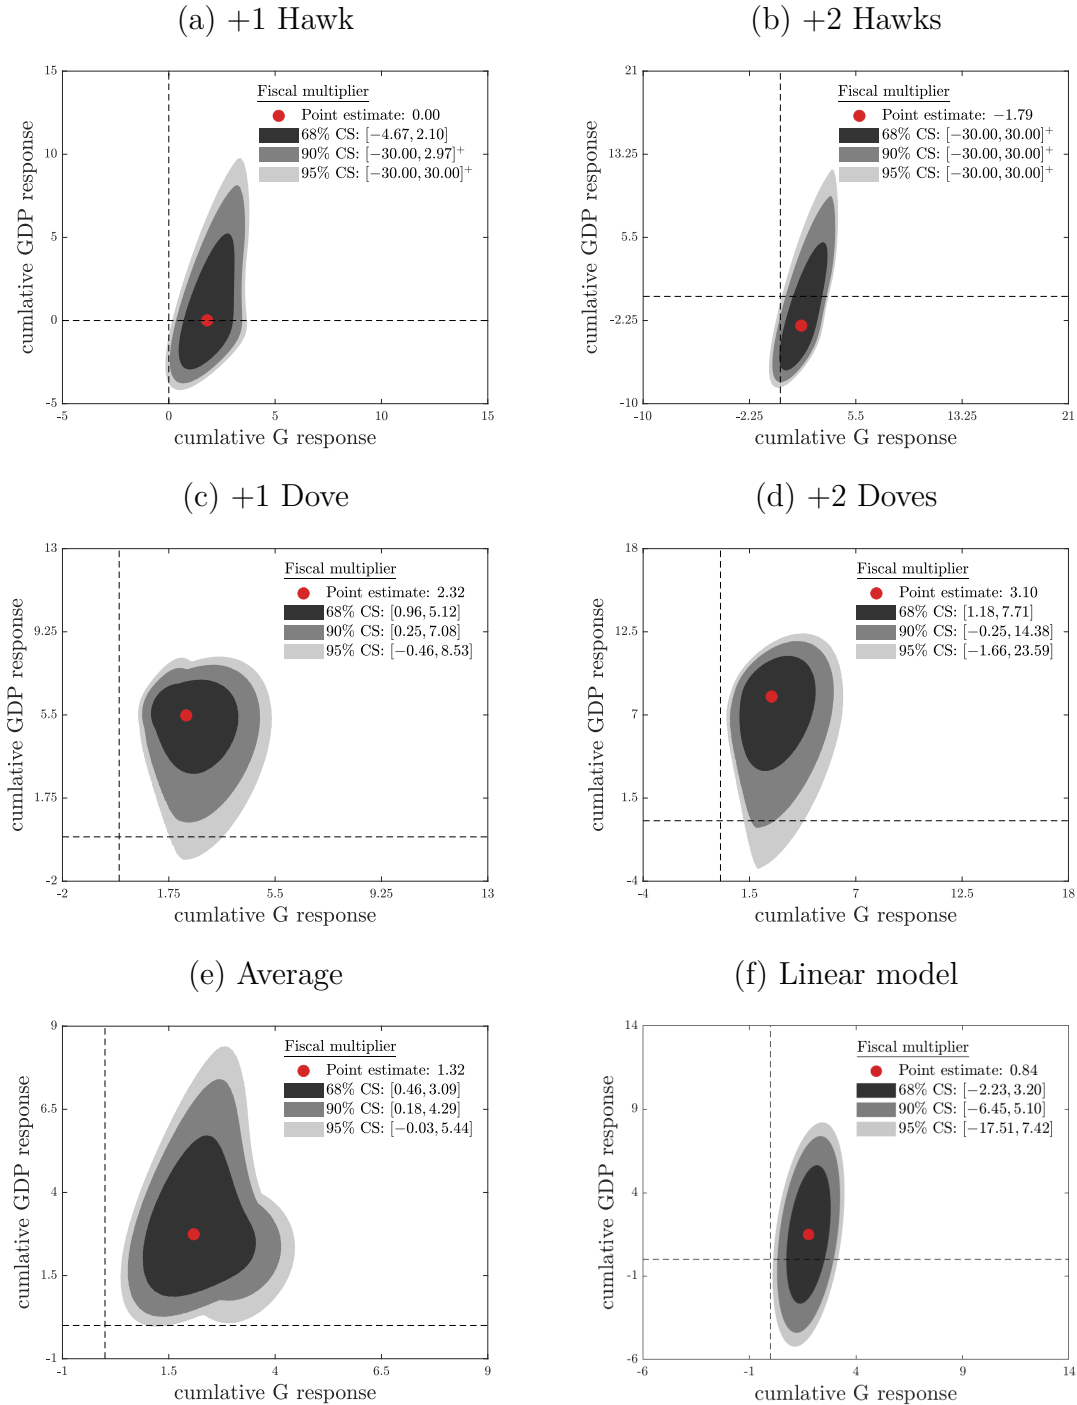 (a) +1 Hawk
15
10
5
0
-5
-5
0
5
10
15
cumlative GDP response
cumlative G response
Fiscal multiplier
Point estimate: 0.00
68% CS: [−4.67, 2.10]
90% CS: [−30.00, 2.97]+
95% CS: [−30.00, 30.00]+
(b) +2 Hawks
21
13.25
5.5
-2.25
-10
-10
-2.25
5.5
13.25
21
cumlative GDP response
cumlative G response
Fiscal multiplier
Point estimate: −1.79
68% CS: [−30.00, 30.00]+
90% CS: [−30.00, 30.00]+
95% CS: [−30.00, 30.00]+
(c) +1 Dove
13
9.25
5.5
1.75
-2
-2
1.75
5.5
9.25
13
cumlative GDP response
cumlative G response
Fiscal multiplier
Point estimate: 2.32
68% CS: [0.96, 5.12]
90% CS: [0.25, 7.08]
95% CS: [−0.46, 8.53]
(d) +2 Doves
18
12.5
7
1.5
-4
-4
1.5
7
12.5
18
cumlative GDP response
cumlative G response
Fiscal multiplier
Point estimate: 3.10
68% CS: [1.18, 7.71]
90% CS: [−0.25, 14.38]
95% CS: [−1.66, 23.59]
(e) Average
9
6.5
4
1.5
-1
-1
1.5
4
6.5
9
cumlative GDP response
cumlative G response
Fiscal multiplier
Point estimate: 1.32
68% CS: [0.46, 3.09]
90% CS: [0.18, 4.29]
95% CS: [−0.03, 5.44]
(f) Linear model
14
9
4
-1
-6
-6
-1
4
9
14
cumlative GDP response
cumlative G response
Fiscal multiplier
Point estimate: 0.84
68% CS: [−2.23, 3.20]
90% CS: [−6.45, 5.10]
95% CS: [−17.51, 7.42]